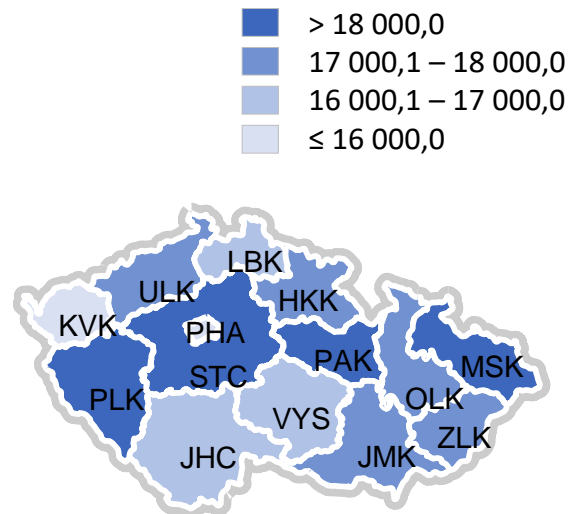 > 18 000,0
17 000,1 – 18 000,0
16 000,1 – 17 000,0
≤ 16 000,0
LBK
ULK
HKK
KVK
PHA
PAK
MSK
STC
PLK
OLK
VYS
ZLK
JHC
JMK